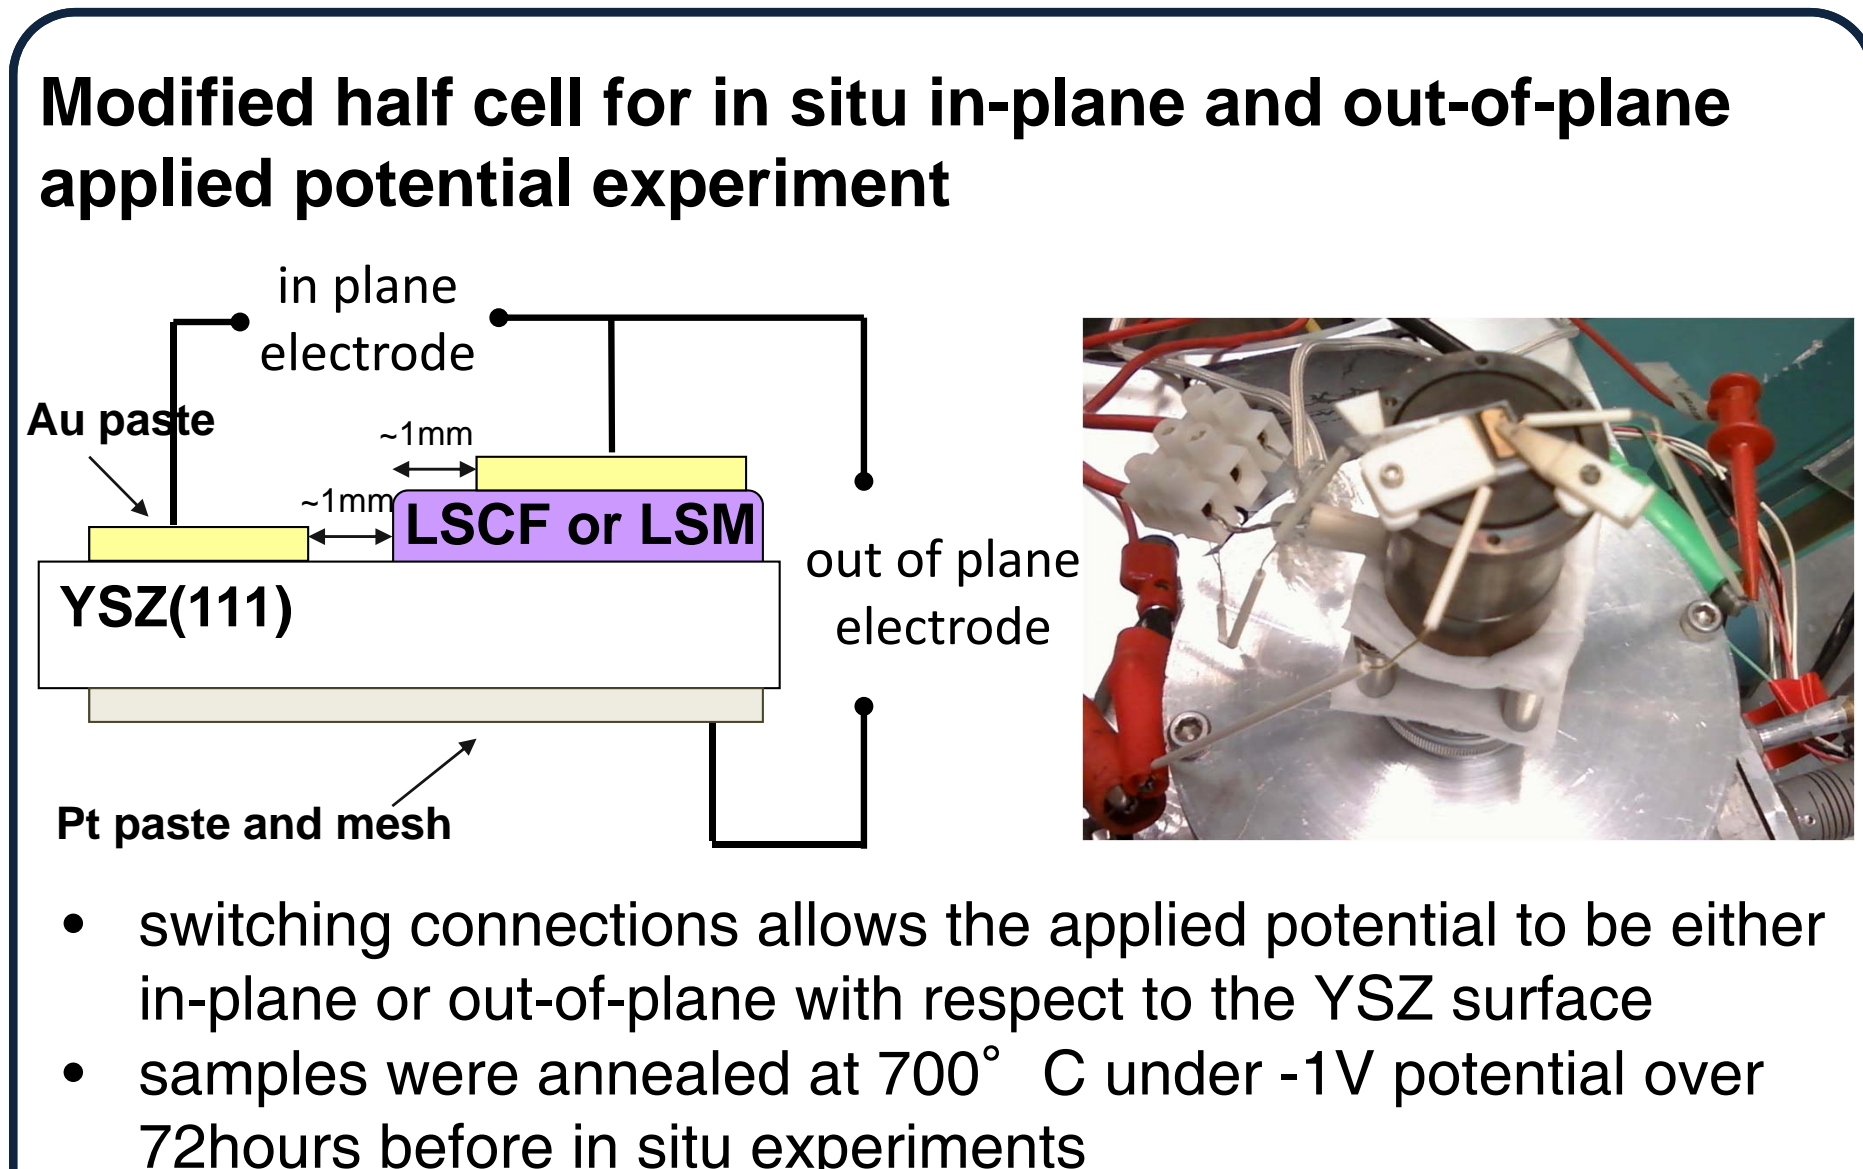 Modified half cell for in situ in-plane and out-of-plane
applied potential experiment
in plane
electrode
Au paste
~1mm
~1mm
LSCF or LSM
out of plane
electrode
YSZ(111)
Pt paste and mesh
• switching connections allows the applied potential to be either
in-plane or out-of-plane with respect to the YSZ surface
• samples were annealed at 700° C under -1V potential over
72hours before in situ experiments